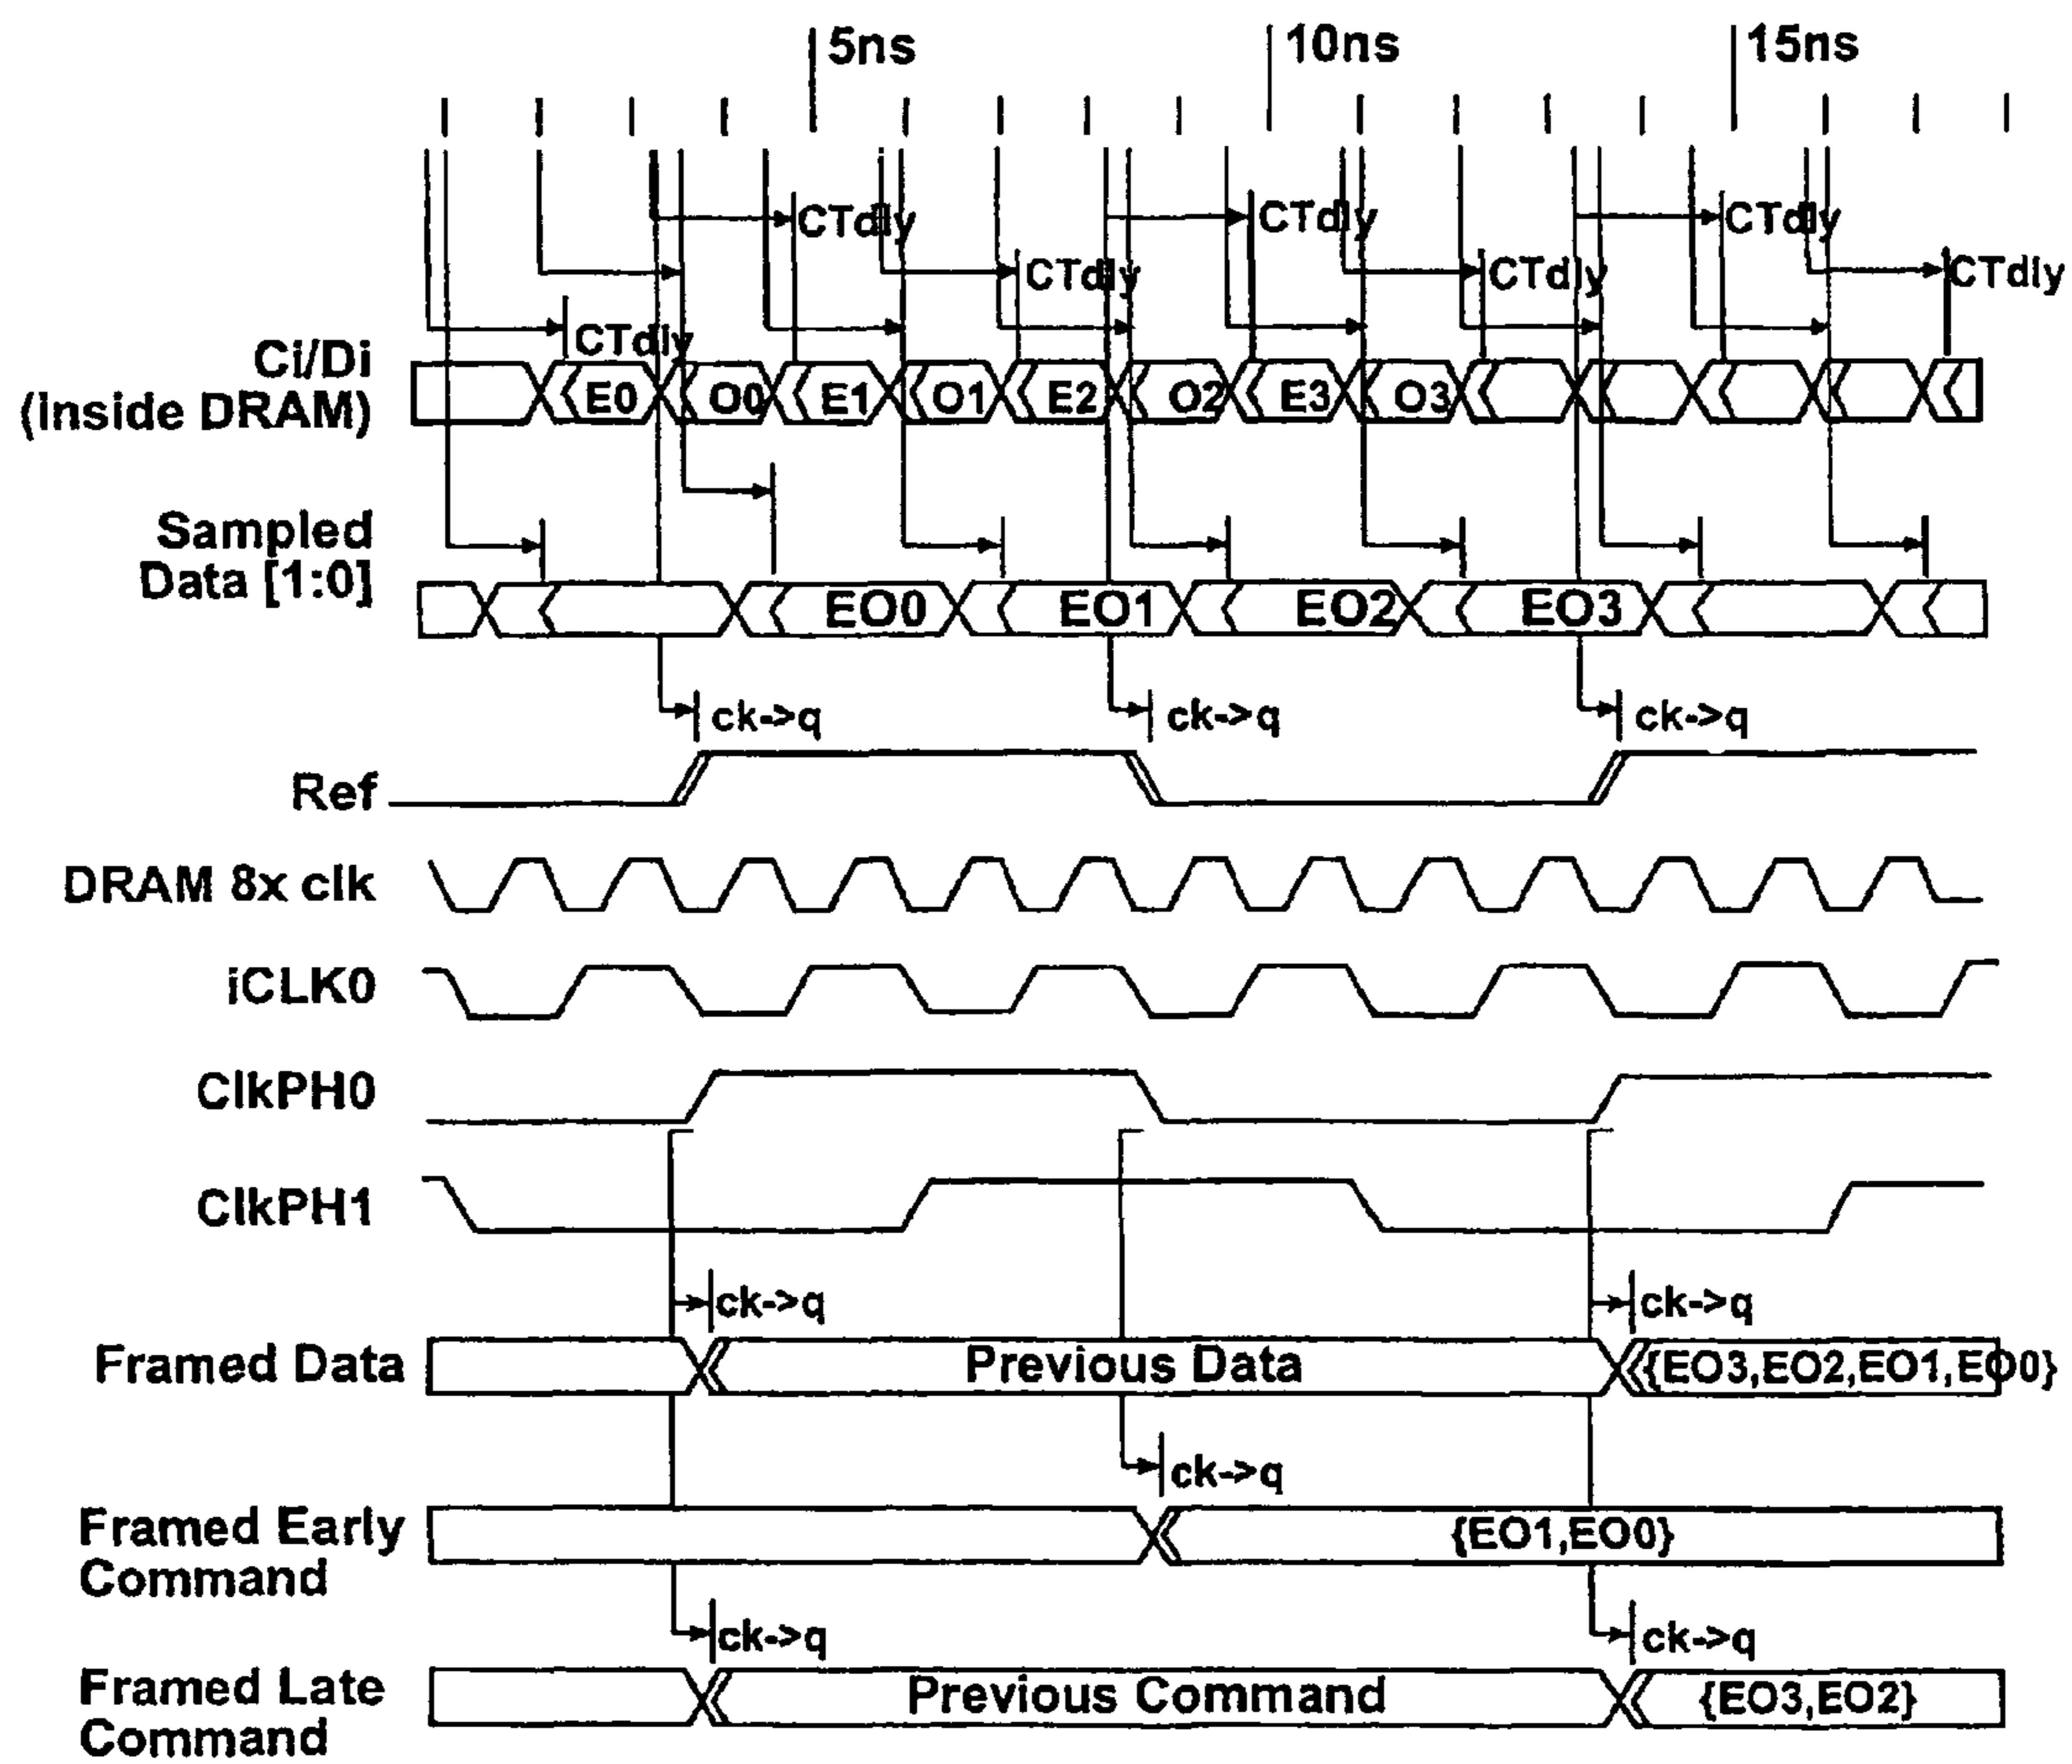 5ns
10ns
15ns
CTdly
CTdly
CTdly
CTdly
CTdly
CTdly
CTdly
Ci/Di
(Inside DRAM)
E0
O0
E1
O1
E2
O2
E3
O3
Sampled
Data [1:0]
EO0
EO1
EO2
EO3
ck->q
ck->q
ck->q
Ref
DRAM 8x clk
iCLK0
ClkPH0
ClkPH1
ck->q
ck->q
Framed Data
Previous Data
{EO3,EO2,EO1,EO0}
ck->q
Framed Early
Command
{EO1,EO0}
ck->q
ck->q
Framed Late
Command
Previous Command
{EO3,EO2}